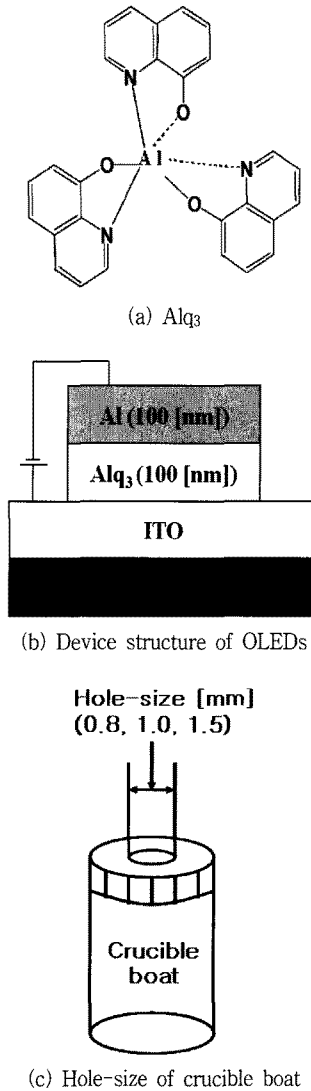 N
O
O
Al
N
N
O
(a) Alq₃
Al (100 [nm])
Alq₃ (100 [nm])
ITO
(b) Device structure of OLEDs
Hole-size [mm]
(0.8, 1.0, 1.5)
Crucible
boat
(c) Hole-size of crucible boat